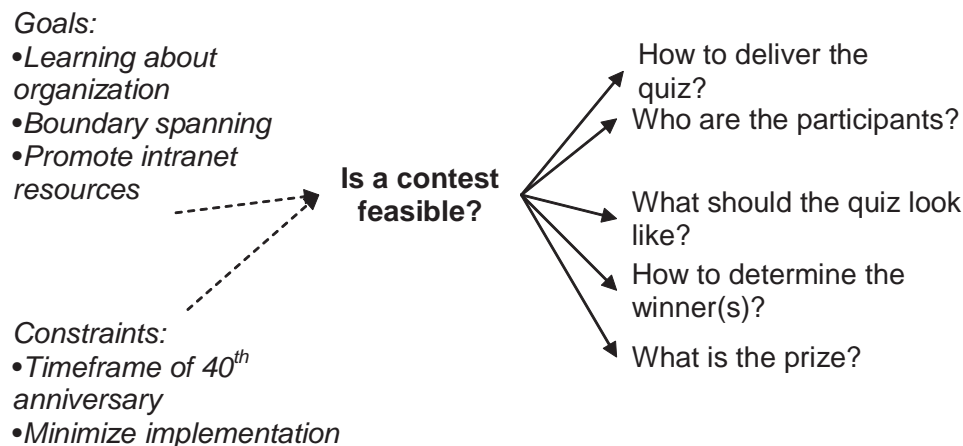 Goals:
•Learning about
organization
•Boundary spanning
•Promote intranet
resources
Is a contest
feasible?
Constraints:
•Timeframe of 40th
anniversary
•Minimize implementation
How to deliver the
quiz?
Who are the participants?
What should the quiz look
like?
How to determine the
winner(s)?
What is the prize?